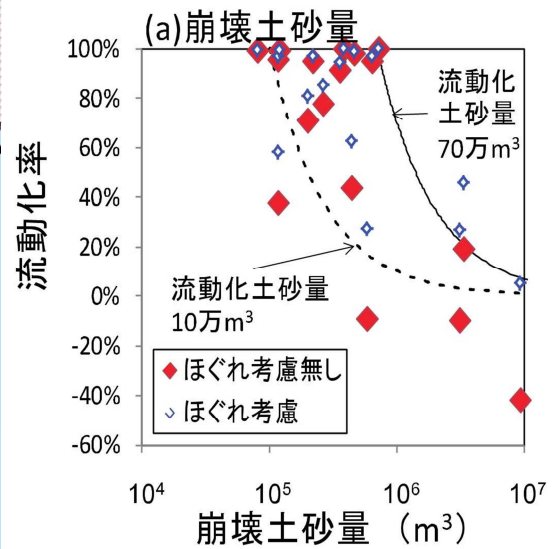 (a)崩壊土砂量
100%
80%
60%
40%
20%
0%
-20%
-40%
-60%
流動化率
流動化
土砂量
70万m³
流動化土砂量
10万m³
ほぐれ考慮無し
ほぐれ考慮
10⁴
10⁵
10⁶
10⁷
崩壊土砂量 （m³）